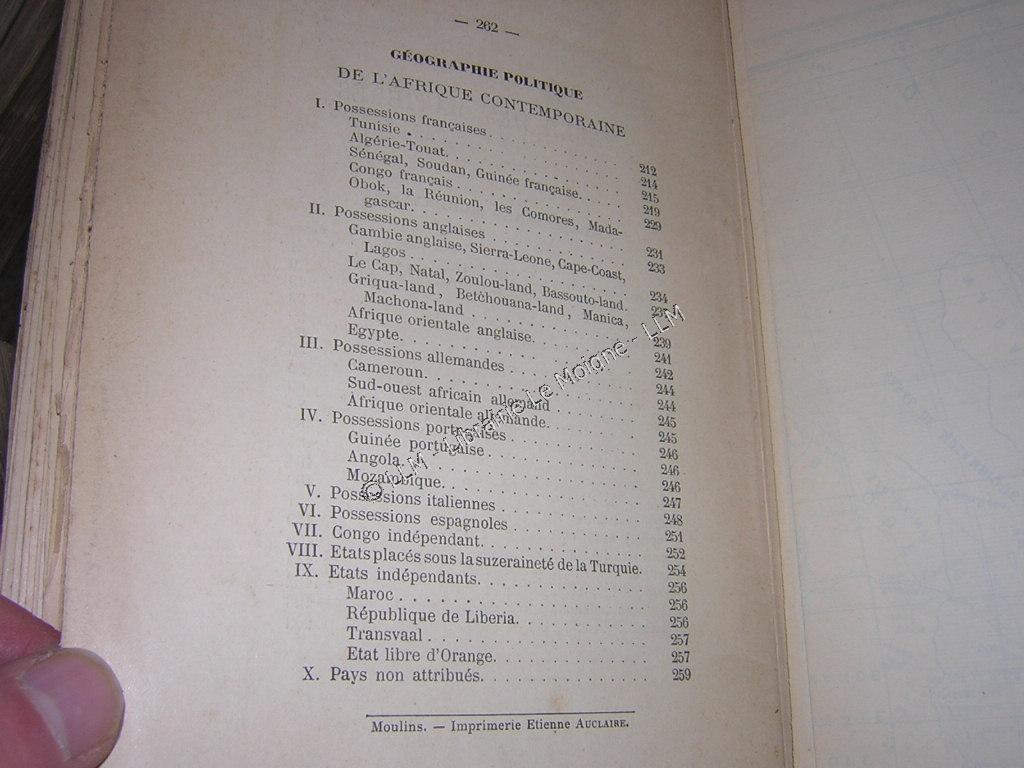 — 262 —
GÉOGRAPHIE POLITIQUE
DE L'AFRIQUE CONTEMPORAINE
I. Possessions françaises . . . 212
Tunisie . . . 214
Algérie-Touat. . . . 215
Sénégal, Soudan, Guinée française. . . . 219
Congo français . . . 229
Obok, la Réunion, les Comores, Mada-
gascar. . . . 231
II. Possessions anglaises . . . 233
Gambie anglaise, Sierra-Leone, Cape-Coast,
Lagos . . . 234
Le Cap, Natal, Zoulou-land, Bassouto-land.
Griqua-land, Betchouana-land, Manica,
Machona-land . . . 239
Afrique orientale anglaise. . . . 241
Egypte. . . . 242
III. Possessions allemandes . . . 244
Cameroun. . . . 244
Sud-ouest africain allemand . . . 245
Afrique orientale allemande. . . . 245
IV. Possessions portugaises . . . 246
Guinée portugaise . . . 246
Angola . . . 246
Mozambique. . . . 247
V. Possessions italiennes . . . 248
VI. Possessions espagnoles . . . 251
VII. Congo indépendant. . . . 252
VIII. Etats placés sous la suzeraineté de la Turquie. 254
IX. Etats indépendants. . . . 256
Maroc . . . 256
République de Liberia. . . . 256
Transvaal . . . 257
Etat libre d'Orange. . . . 257
X. Pays non attribués. . . . 259
Moulins. — Imprimerie Etienne AUCLAIRE.
© LLM - Librairie Le Moigne - LLM